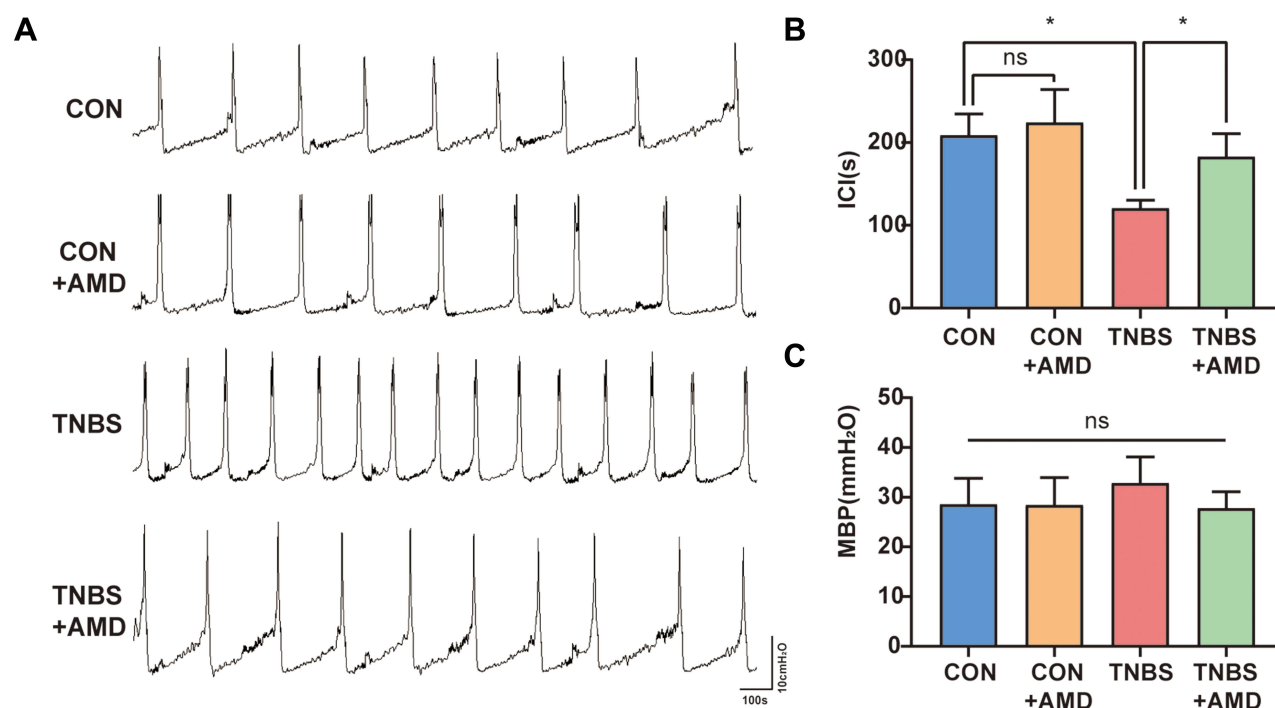 A
CON
CON
+AMD
TNBS
TNBS
+AMD
10cmH₂O
100s
B
*
*
ns
ICI(s)
300
200
100
0
CON
CON
+AMD
TNBS
TNBS
+AMD
C
ns
MBP(mmH₂O)
50
40
30
20
10
0
CON
CON
+AMD
TNBS
TNBS
+AMD